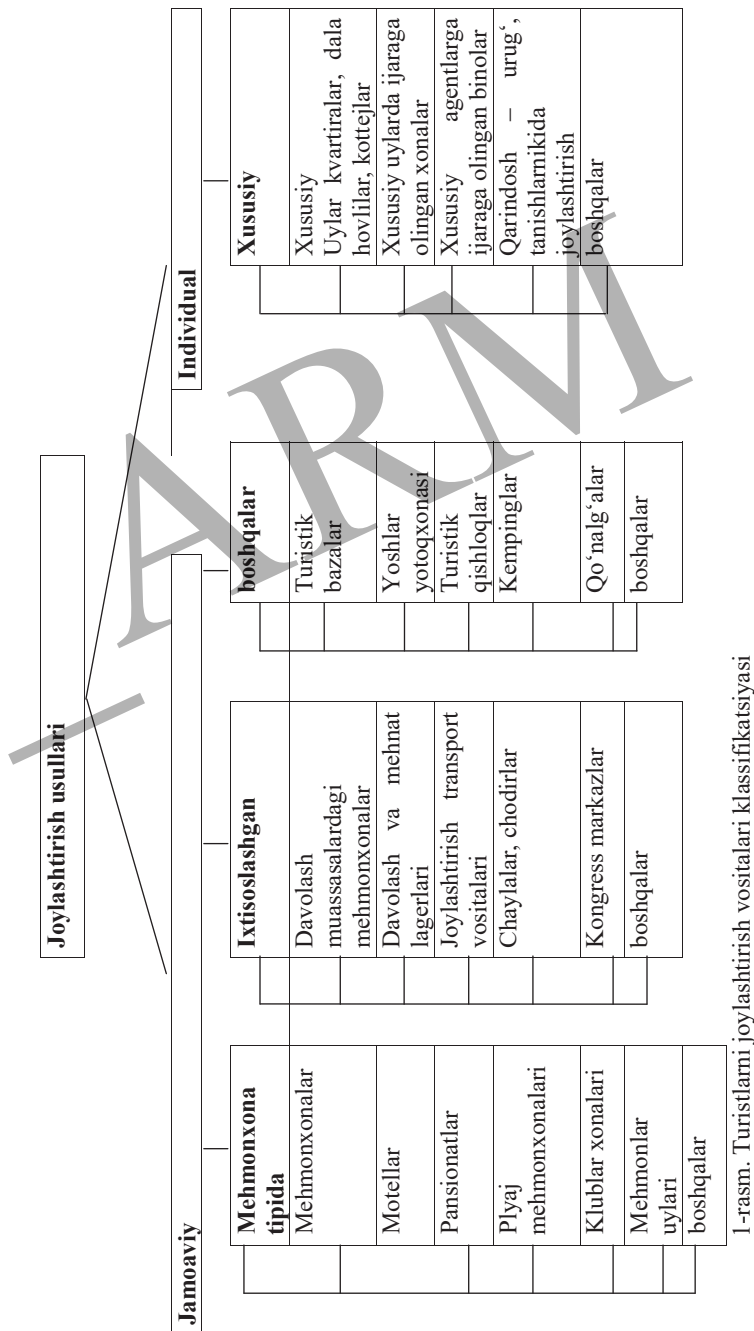 Joylashtirish usullari
Jamoaviy
Individual
Mehmonxona
tipida
Mehmonxonalar
Motellar
Pansionatlar
Plyaj
mehmonxonalari
Klublar xonalari
Mehmonlar
uylari
boshqalar
Ixtisoslashgan
Davolash
muassasalardagi
mehmonxonalar
Davolash va mehnat
lagerlari
Joylashtirish transport
vositalari
Chaylalar, chodirlar
Kongress markazlar
boshqalar
boshqalar
Turistik
bazalar
Yoshlar
yotoqxonasi
Turistik
qishloqlar
Kempinglar
Qo‘nalg‘alar
boshqalar
Xususiy
Xususiy
Uylar kvartiralar, dala
hovlilar, kottejlar
Xususiy uylarda ijaraga
olingan xonalar
Xususiy agentlarga
ijaraga olingan binolar
Qarindosh – urug‘,
tanishlarnikida
joylashtirish
boshqalar
1-rasm. Turistlarni joylashtirish vositalari klassifikatsiyasi
ARM